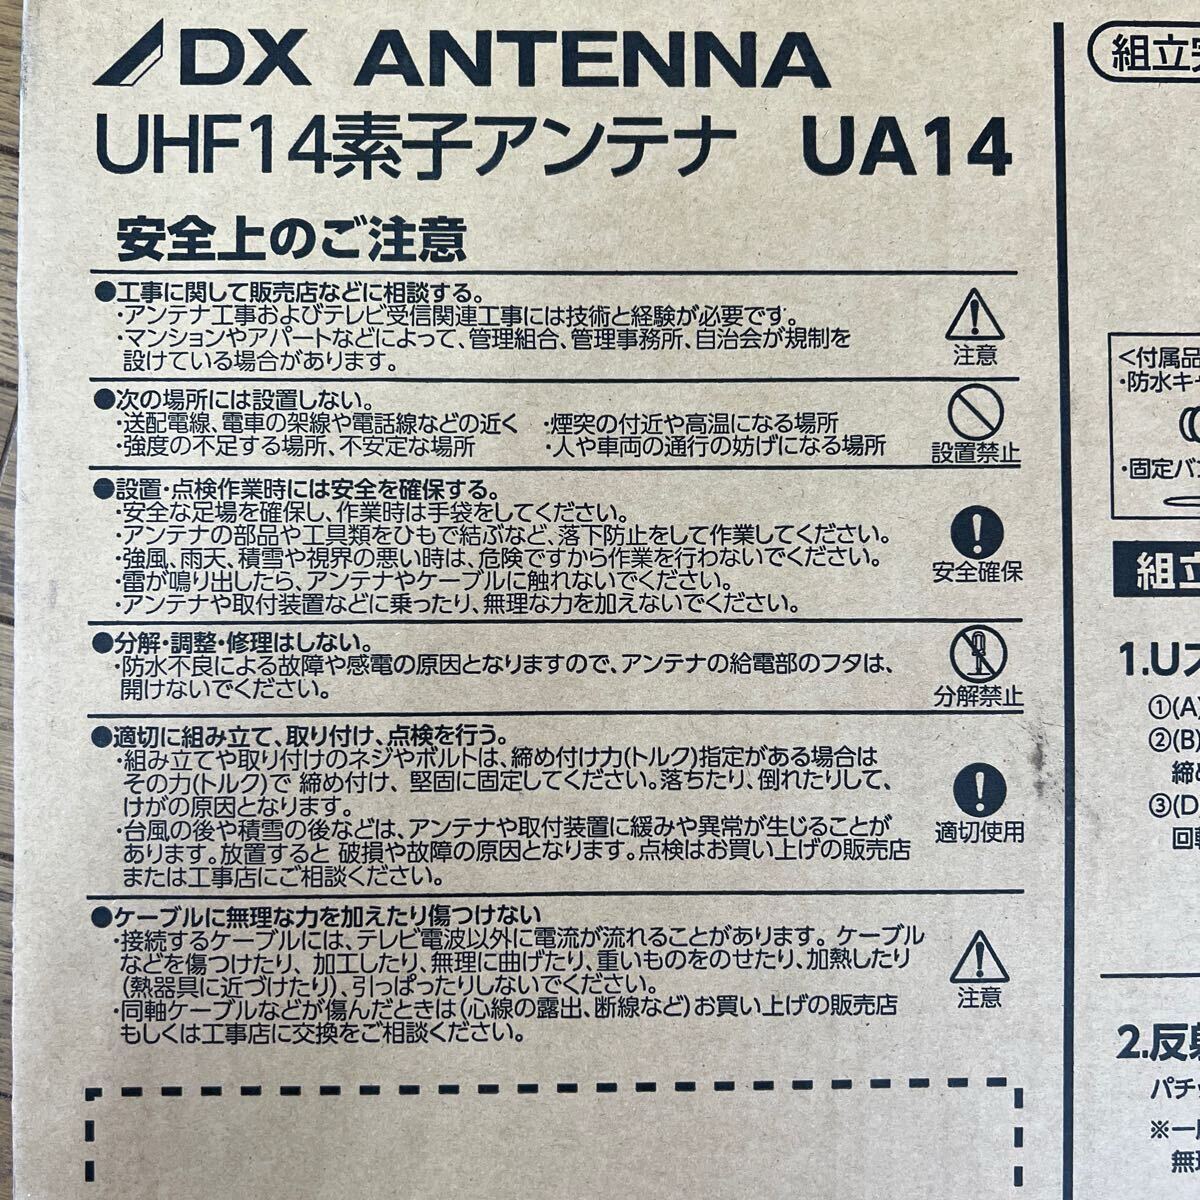 DX ANTENNA
UHF14素子アンテナ UA14
安全上のご注意
●工事に関して販売店などに相談する。
・アンテナ工事およびテレビ受信関連工事には技術と経験が必要です。
・マンションやアパートなどによって、管理組合、管理事務所、自治会が規制を
設けている場合があります。
注意
●次の場所には設置しない。
・送配電線、電車の架線や電話線などの近く ・煙突の付近や高温になる場所
・強度の不足する場所、不安定な場所 ・人や車両の通行の妨げになる場所
設置禁止
●設置・点検作業時には安全を確保する。
・安全な足場を確保し、作業時は手袋をしてください。
・アンテナの部品や工具類をひもで結ぶなど、落下防止をして作業してください。
・強風、雨天、積雪や視界の悪い時は、危険ですから作業を行わないでください。
・雷が鳴り出したら、アンテナやケーブルに触れないでください。
・アンテナや取付装置などに乗ったり、無理な力を加えないでください。
安全確保
●分解・調整・修理はしない。
・防水不良による故障や感電の原因となりますので、アンテナの給電部のフタは、
開けないでください。
分解禁止
●適切に組み立て、取り付け、点検を行う。
・組み立てや取り付けのネジやボルトは、締め付け力(トルク)指定がある場合は
その力(トルク)で 締め付け、堅固に固定してください。落ちたり、倒れたりして、
けがの原因となります。
・台風の後や積雪の後などは、アンテナや取付装置に緩みや異常が生じることが
あります。放置すると 破損や故障の原因となります。点検はお買い上げの販売店
または工事店にご相談ください。
適切使用
●ケーブルに無理な力を加えたり傷つけない
・接続するケーブルには、テレビ電波以外に電流が流れることがあります。ケーブル
などを傷つけたり、加工したり、無理に曲げたり、重いものをのせたり、加熱したり
(熱器具に近づけたり)、引っぱったりしないでください。
・同軸ケーブルなどが傷んだときは(心線の露出、断線など)お買い上げの販売店
もしくは工事店に交換をご相談ください。
注意
組立
<付属品
・防水キ
・固定バ
組立
1.U
①(A)
②(B)
締め
③(D
回転
2.反射
パチ
※一
無理